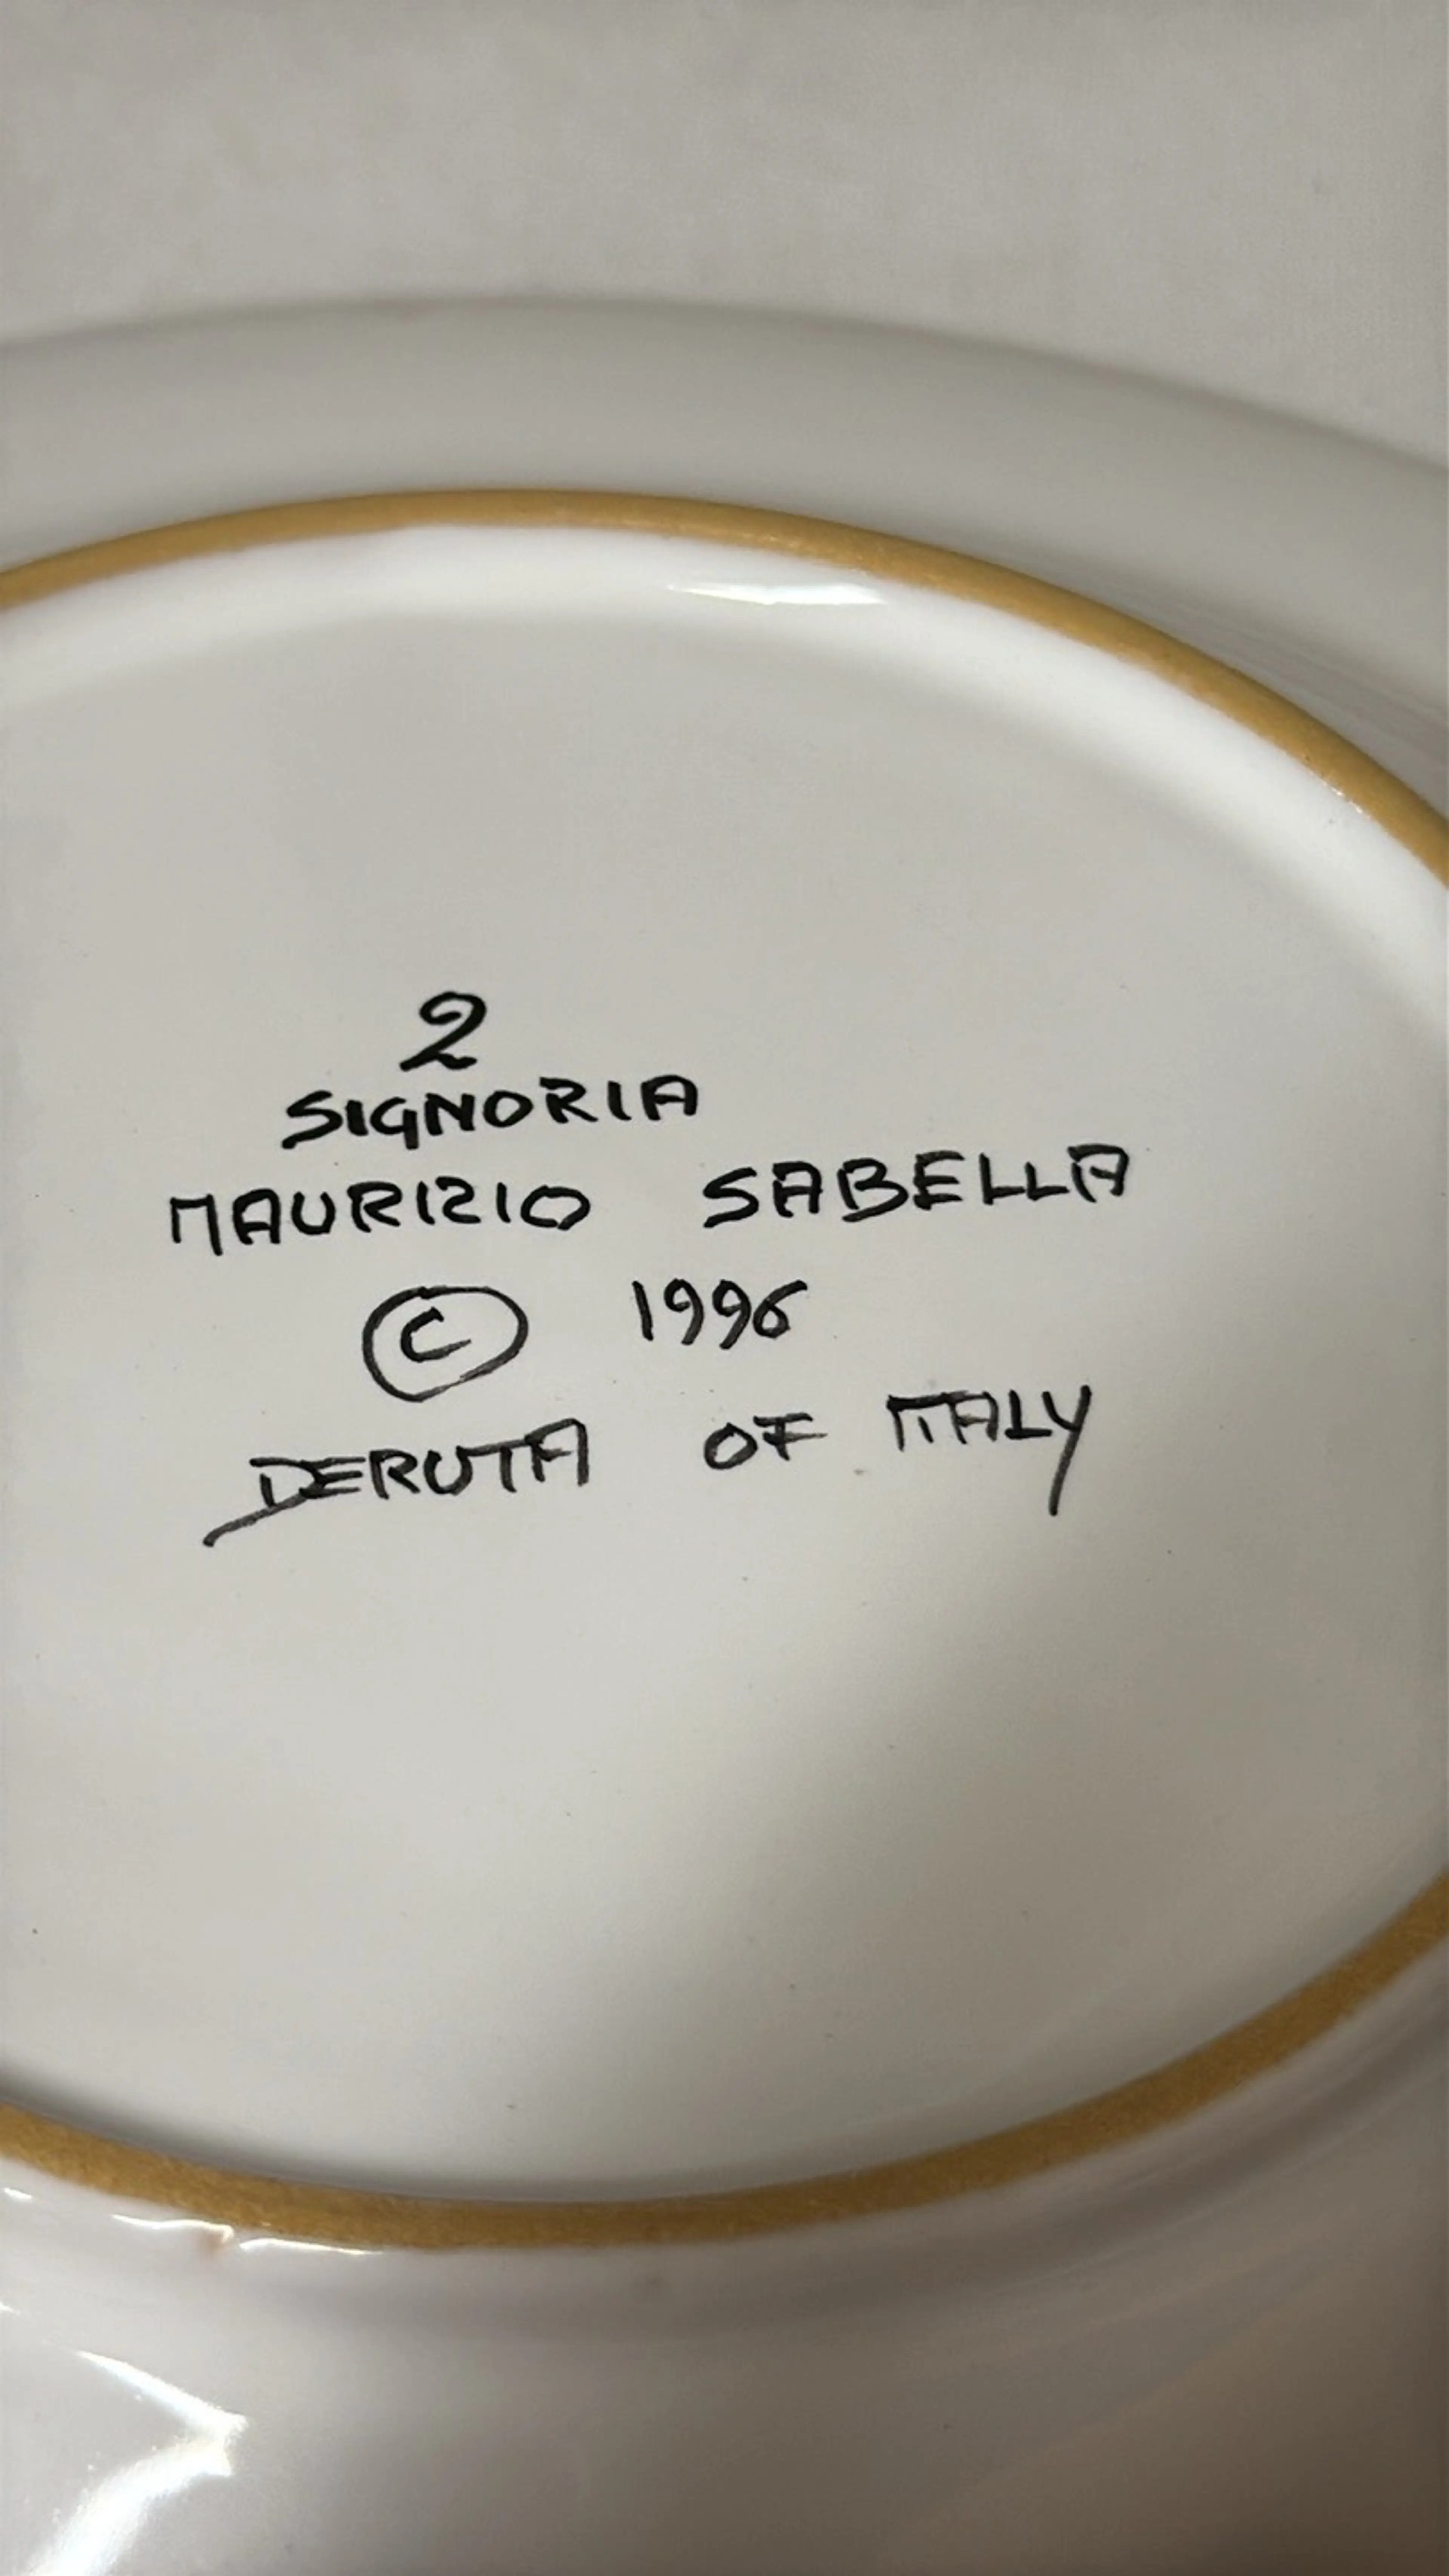 2
SIGNORIA
MAURIZIO SABELLA
© 1996
DERUTA OF ITALY